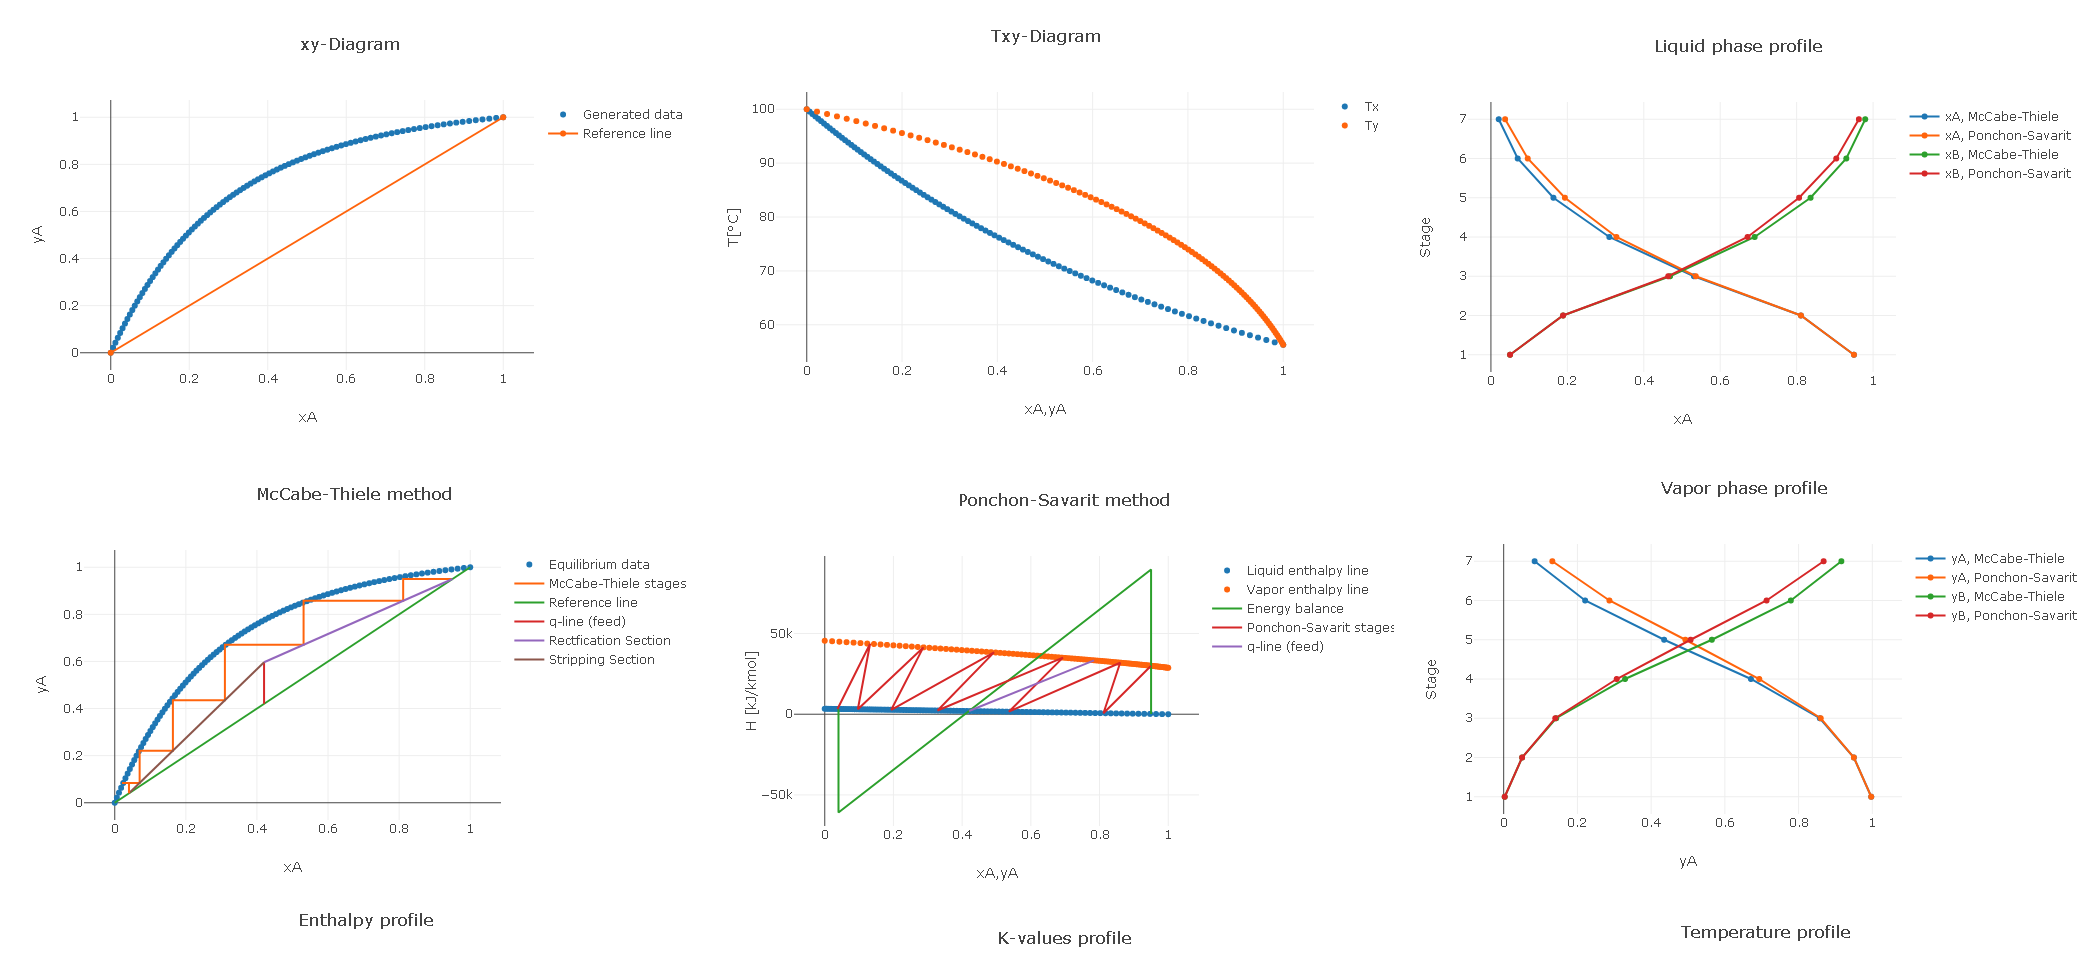 xy-Diagram
yA
1
0.8
0.6
0.4
0.2
0
0
0.2
0.4
0.6
0.8
1
xA
Generated data
Reference line
Txy-Diagram
T[°C]
100
90
80
70
60
0
0.2
0.4
0.6
0.8
1
xA,yA
Tx
Ty
Liquid phase profile
Stage
7
6
5
4
3
2
1
0
0.2
0.4
0.6
0.8
1
xA
xA, McCabe-Thiele
xA, Ponchon-Savarit
xB, McCabe-Thiele
xB, Ponchon-Savarit
McCabe-Thiele method
yA
1
0.8
0.6
0.4
0.2
0
0
0.2
0.4
0.6
0.8
1
xA
Equilibrium data
McCabe-Thiele stages
Reference line
q-line (feed)
Rectfication Section
Stripping Section
Ponchon-Savarit method
H [kJ/kmol]
50k
0
−50k
0
0.2
0.4
0.6
0.8
1
xA,yA
Liquid enthalpy line
Vapor enthalpy line
Energy balance
Ponchon-Savarit stages
q-line (feed)
Vapor phase profile
Stage
7
6
5
4
3
2
1
0
0.2
0.4
0.6
0.8
1
yA
yA, McCabe-Thiele
yA, Ponchon-Savarit
yB, McCabe-Thiele
yB, Ponchon-Savarit
Enthalpy profile
K-values profile
Temperature profile